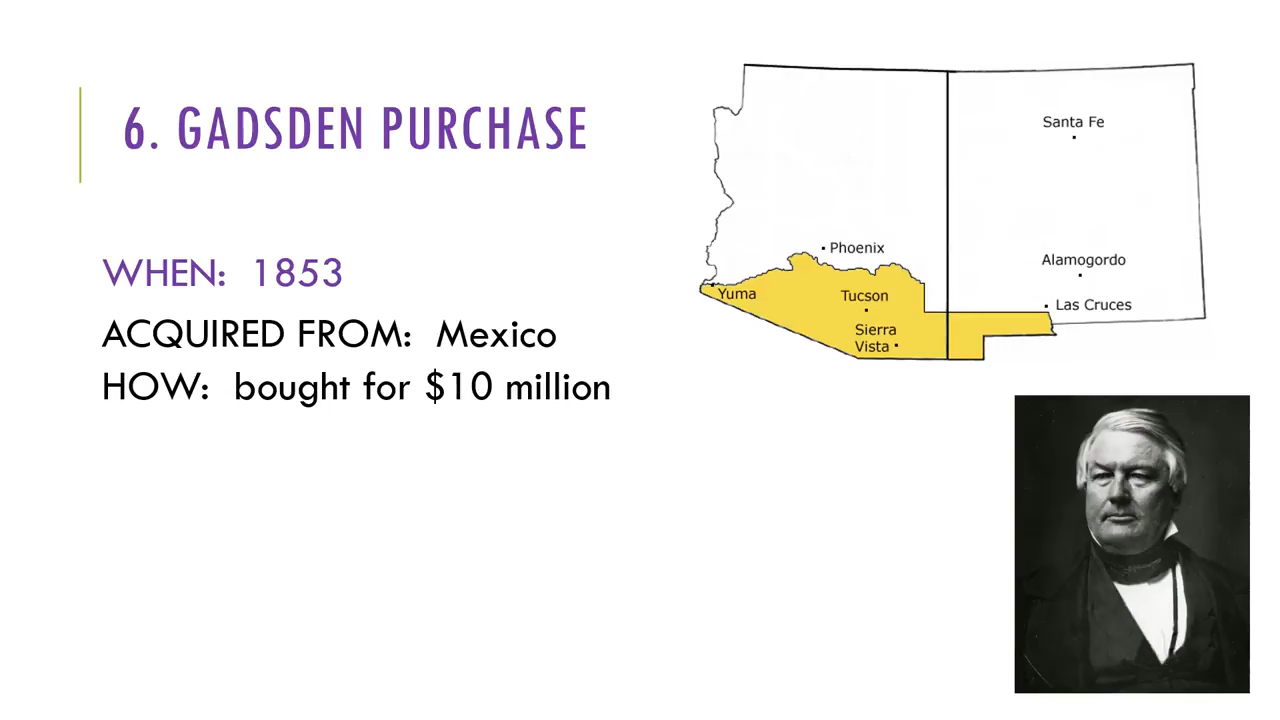 6. GADSDEN PURCHASE
WHEN: 1853
ACQUIRED FROM: Mexico
HOW: bought for $10 million
Santa Fe
Phoenix
Alamogordo
Yuma
Tucson
Las Cruces
Sierra
Vista